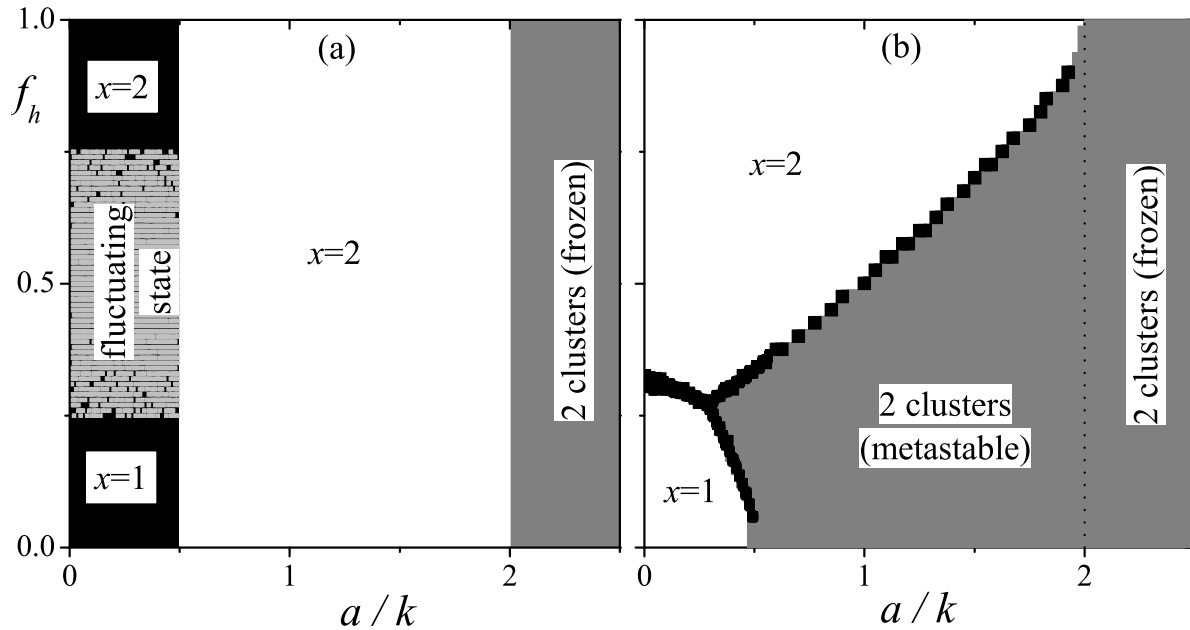 1.0
(a)
(b)
x=2
f_h
x=2
fluctuating
state
0.5
x=2
2 clusters (frozen)
2 clusters
(metastable)
2 clusters (frozen)
x=1
x=1
0.0
0
1
2
0
1
2
a / k
a / k